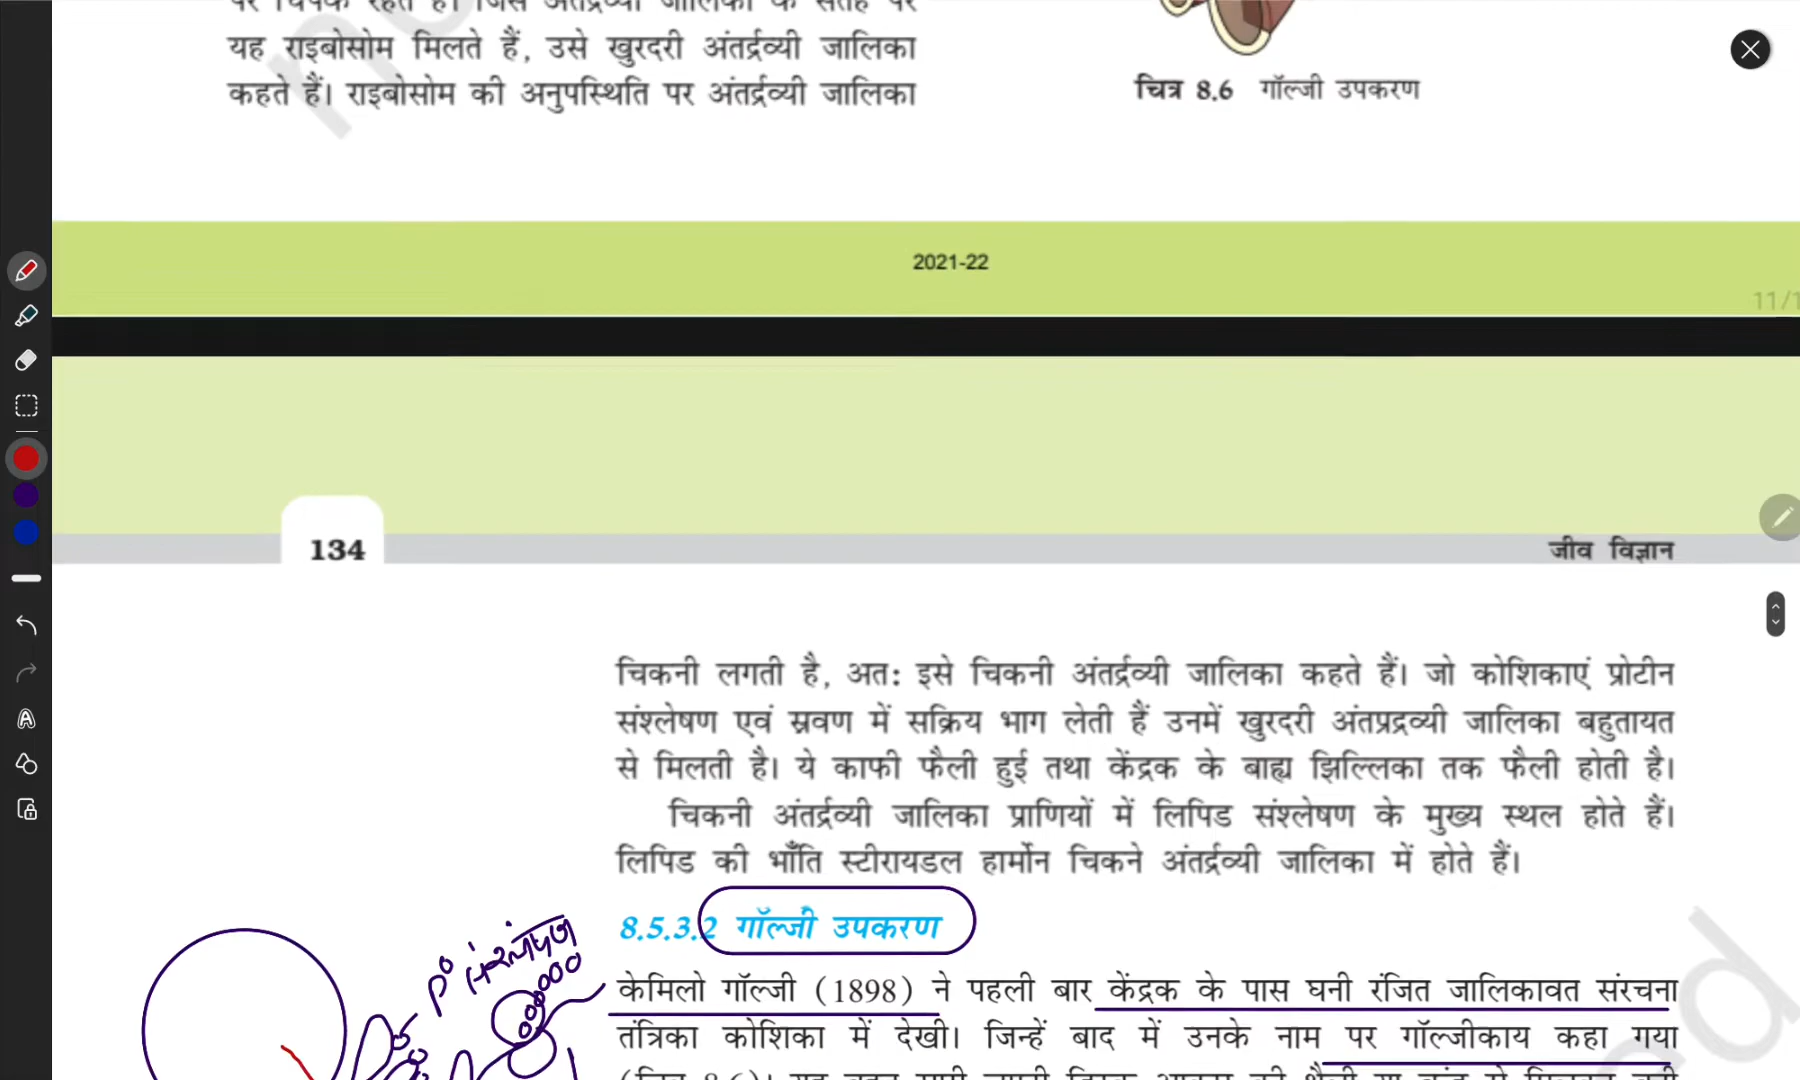 यह राइबोसोम मिलते हैं, उसे खुरदरी अंतर्द्रव्यी जालिका
कहते हैं। राइबोसोम की अनुपस्थिति पर अंतर्द्रव्यी जालिका
चित्र 8.6 गॉल्जी उपकरण
2021-22
134
जीव विज्ञान
चिकनी लगती है, अत: इसे चिकनी अंतर्द्रव्यी जालिका कहते हैं। जो कोशिकाएं प्रोटीन
संश्लेषण एवं स्रवण में सक्रिय भाग लेती हैं उनमें खुरदरी अंतप्रद्रव्यी जालिका बहुतायत
से मिलती है। ये काफी फैली हुई तथा केंद्रक के बाह्य झिल्लिका तक फैली होती है।
चिकनी अंतर्द्रव्यी जालिका प्राणियों में लिपिड संश्लेषण के मुख्य स्थल होते हैं।
लिपिड की भाँति स्टीरायडल हार्मोन चिकने अंतर्द्रव्यी जालिका में होते हैं।
8.5.3.2 गॉल्जी उपकरण
केमिलो गॉल्जी (1898) ने पहली बार केंद्रक के पास घनी रंजित जालिकावत संरचना
तंत्रिका कोशिका में देखी। जिन्हें बाद में उनके नाम पर गॉल्जीकाय कहा गया